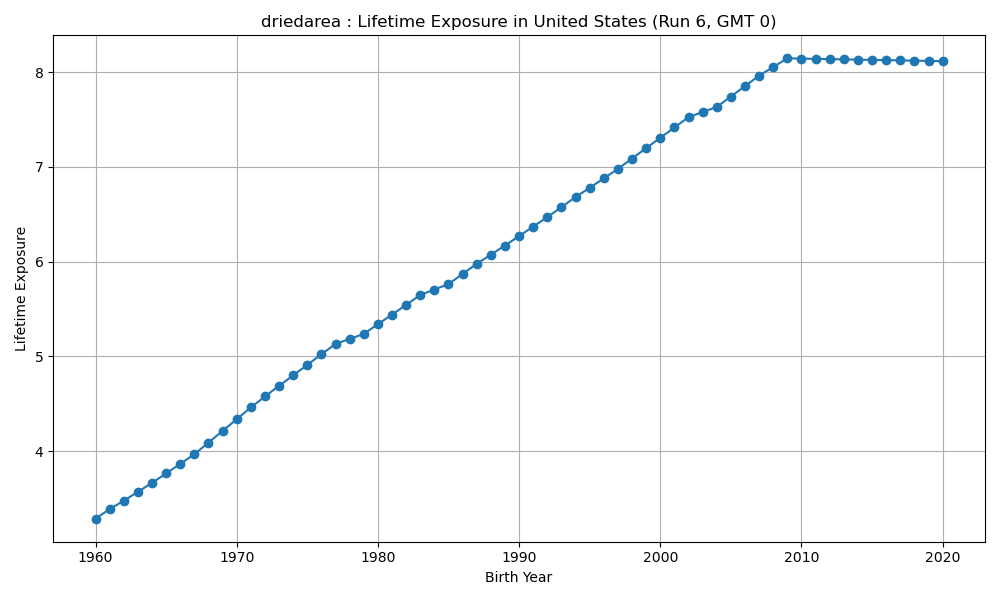 driedarea : Lifetime Exposure in United States (Run 6, GMT 0)
Lifetime Exposure
8
7
6
5
4
1960 1970 1980 1990 2000 2010 2020
Birth Year